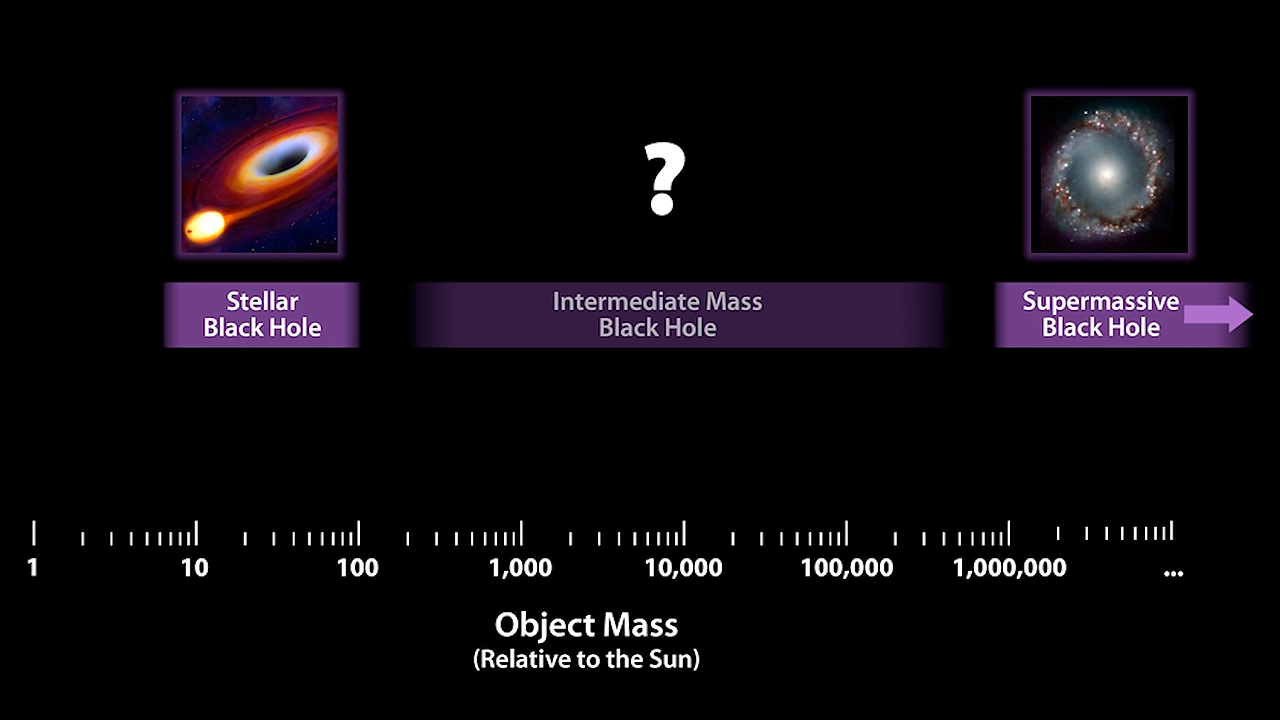 ?
Stellar
Black Hole
Intermediate Mass
Black Hole
Supermassive
Black Hole
1 10 100 1,000 10,000 100,000 1,000,000 ...
Object Mass
(Relative to the Sun)